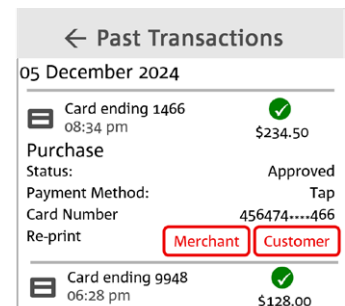 ← Past Transactions
05 December 2024
Card ending 1466
08:34 pm $234.50
Purchase
Status: Approved
Payment Method: Tap
Card Number 456474....466
Re-print Merchant Customer
Card ending 9948
06:28 pm $128.00